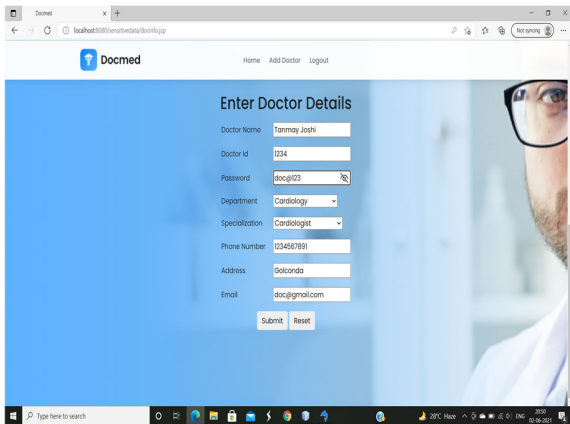 Docmed
localhost:8080/sensitivedata/docinfo.jsp
Not syncing
Docmed
Home Add Doctor Logout
Enter Doctor Details
Doctor Name Tanmay Joshi
Doctor Id 1234
Password doc@123
Department Cardiology
Specialization Cardiologist
Phone Number 1234567891
Address Golconda
Email doc@gmail.com
Submit Reset
Type here to search
28°C Haze
ENG
20:50
02-06-2021